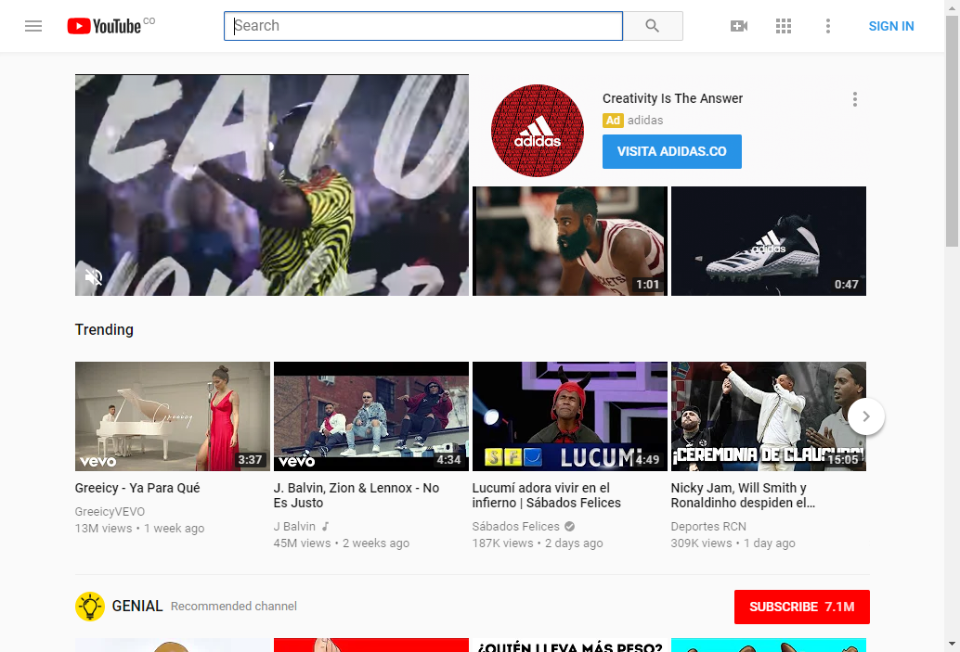 YouTube CO
Search
SIGN IN
Creativity Is The Answer
Ad adidas
VISITA ADIDAS.CO
adidas
adidas
1:01
0:47
Trending
Greeicy
vevo
3:37
vevo
4:34
SFD
LUCUMÍ
4:49
¡CEREMONIA DE CLAUSURA!
15:05
Greeicy - Ya Para Qué
GreeicyVEVO
13M views • 1 week ago
J. Balvin, Zion & Lennox - No
Es Justo
J Balvin
45M views • 2 weeks ago
Lucumí adora vivir en el
infierno | Sábados Felices
Sábados Felices
187K views • 2 days ago
Nicky Jam, Will Smith y
Ronaldinho despiden el...
Deportes RCN
309K views • 1 day ago
GENIAL Recommended channel
SUBSCRIBE 7.1M
¿QUIÉN LLEVA MÁS PESO?